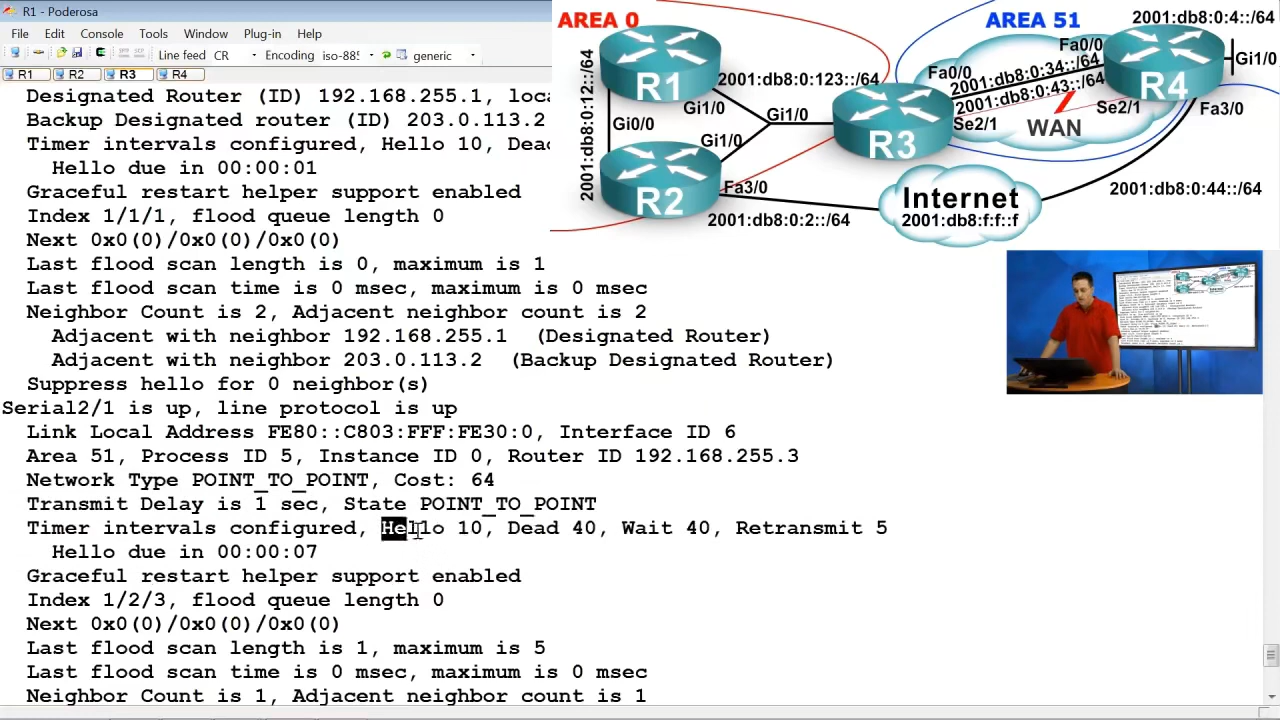 R1 - Poderosa
File Edit Console Tools Window Plug-in Help
Line feed CR Encoding iso-88: generic
R1 R2 R3 R4
Designated Router (ID) 192.168.255.1, loca
Backup Designated router (ID) 203.0.113.2
Timer intervals configured, Hello 10, Dead
Hello due in 00:00:01
Graceful restart helper support enabled
Index 1/1/1, flood queue length 0
Next 0x0(0)/0x0(0)/0x0(0)
Last flood scan length is 0, maximum is 1
Last flood scan time is 0 msec, maximum is 0 msec
Neighbor Count is 2, Adjacent neighbor count is 2
Adjacent with neighbor 192.168.255.1 (Designated Router)
Adjacent with neighbor 203.0.113.2 (Backup Designated Router)
Suppress hello for 0 neighbor(s)
Serial2/1 is up, line protocol is up
Link Local Address FE80::C803:FFF:FE30:0, Interface ID 6
Area 51, Process ID 5, Instance ID 0, Router ID 192.168.255.3
Network Type POINT_TO_POINT, Cost: 64
Transmit Delay is 1 sec, State POINT_TO_POINT
Timer intervals configured, Hello 10, Dead 40, Wait 40, Retransmit 5
Hello due in 00:00:07
Graceful restart helper support enabled
Index 1/2/3, flood queue length 0
Next 0x0(0)/0x0(0)/0x0(0)
Last flood scan length is 1, maximum is 5
Last flood scan time is 0 msec, maximum is 0 msec
Neighbor Count is 1, Adjacent neighbor count is 1
AREA 0
AREA 51
2001:db8:0:4::/64
R1
2001:db8:0:123::/64
Fa0/0
Fa0/0
2001:db8:0:34::/64
2001:db8:0:43::/64
R4
Gi1/0
2001:db8:0:12::/64
Gi1/0
Gi1/0
Gi0/0
Gi1/0
R3
Se2/1
WAN
Se2/1
Fa3/0
R2
Fa3/0
Internet
2001:db8:f:f::f
2001:db8:0:44::/64
2001:db8:0:2::/64